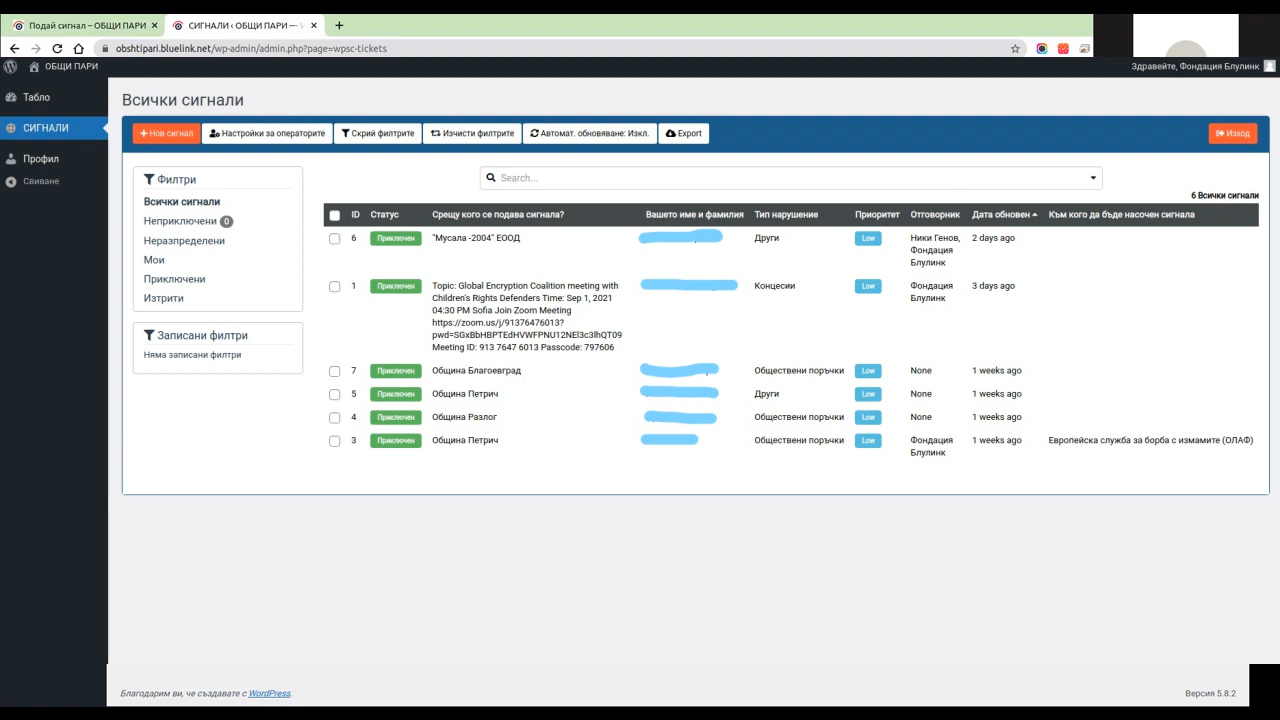 Подай сигнал – ОБЩИ ПАРИ
СИГНАЛИ ‹ ОБЩИ ПАРИ —
obshtipari.bluelink.net/wp-admin/admin.php?page=wpsc-tickets
ОБЩИ ПАРИ
Здравейте, Фондация Блулинк
Табло
СИГНАЛИ
Профил
Свиване
Всички сигнали
Нов сигнал
Настройки за операторите
Скрий филтрите
Изчисти филтрите
Автомат. обновяване: Изкл.
Export
Изход
Филтри
Всички сигнали
Неприключени 0
Неразпределени
Мои
Приключени
Изтрити
Записани филтри
Няма записани филтри
Search...
6 Всички сигнали
ID Статус Срещу кого се подава сигнала? Вашето име и фамилия Тип нарушение Приоритет Отговорник Дата обновен Към кого да бъде насочен сигнала
6 Приключен "Мусала -2004" ЕООД Други Low Ники Генов, 2 days ago
Фондация
Блулинк
1 Приключен Topic: Global Encryption Coalition meeting with Концесии Low Фондация 3 days ago
Children's Rights Defenders Time: Sep 1, 2021 Блулинк
04:30 PM Sofia Join Zoom Meeting
https://zoom.us/j/91376476013?
pwd=SGxBbHBPTEdHVWFPNU12NEl3c3lhQT09
Meeting ID: 913 7647 6013 Passcode: 797606
7 Приключен Община Благоевград Обществени поръчки Low None 1 weeks ago
5 Приключен Община Петрич Други Low None 1 weeks ago
4 Приключен Община Разлог Обществени поръчки Low None 1 weeks ago
3 Приключен Община Петрич Обществени поръчки Low Фондация 1 weeks ago Европейска служба за борба с измамите (ОЛАФ)
Блулинк
Благодарим ви, че създавате с WordPress.
Версия 5.8.2